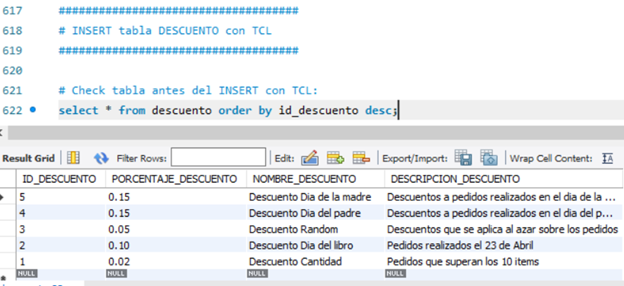 617 ####################################
618 # INSERT tabla DESCUENTO con TCL
619 ####################################
620
621 # Check tabla antes del INSERT con TCL:
622 select * from descuento order by id_descuento desc;
Result Grid Filter Rows: Edit: Export/Import: Wrap Cell Content: IA
ID_DESCUENTO PORCENTAJE_DESCUENTO NOMBRE_DESCUENTO DESCRIPCION_DESCUENTO
5 0.15 Descuento Dia de la madre Descuentos a pedidos realizados en el dia de la ...
4 0.15 Descuento Dia del padre Descuentos a pedidos realizados en el dia del p...
3 0.05 Descuento Random Descuentos que se aplica al azar sobre los pedidos
2 0.10 Descuento Dia del libro Pedidos realizados el 23 de Abril
1 0.02 Descuento Cantidad Pedidos que superan los 10 items
NULL NULL NULL NULL